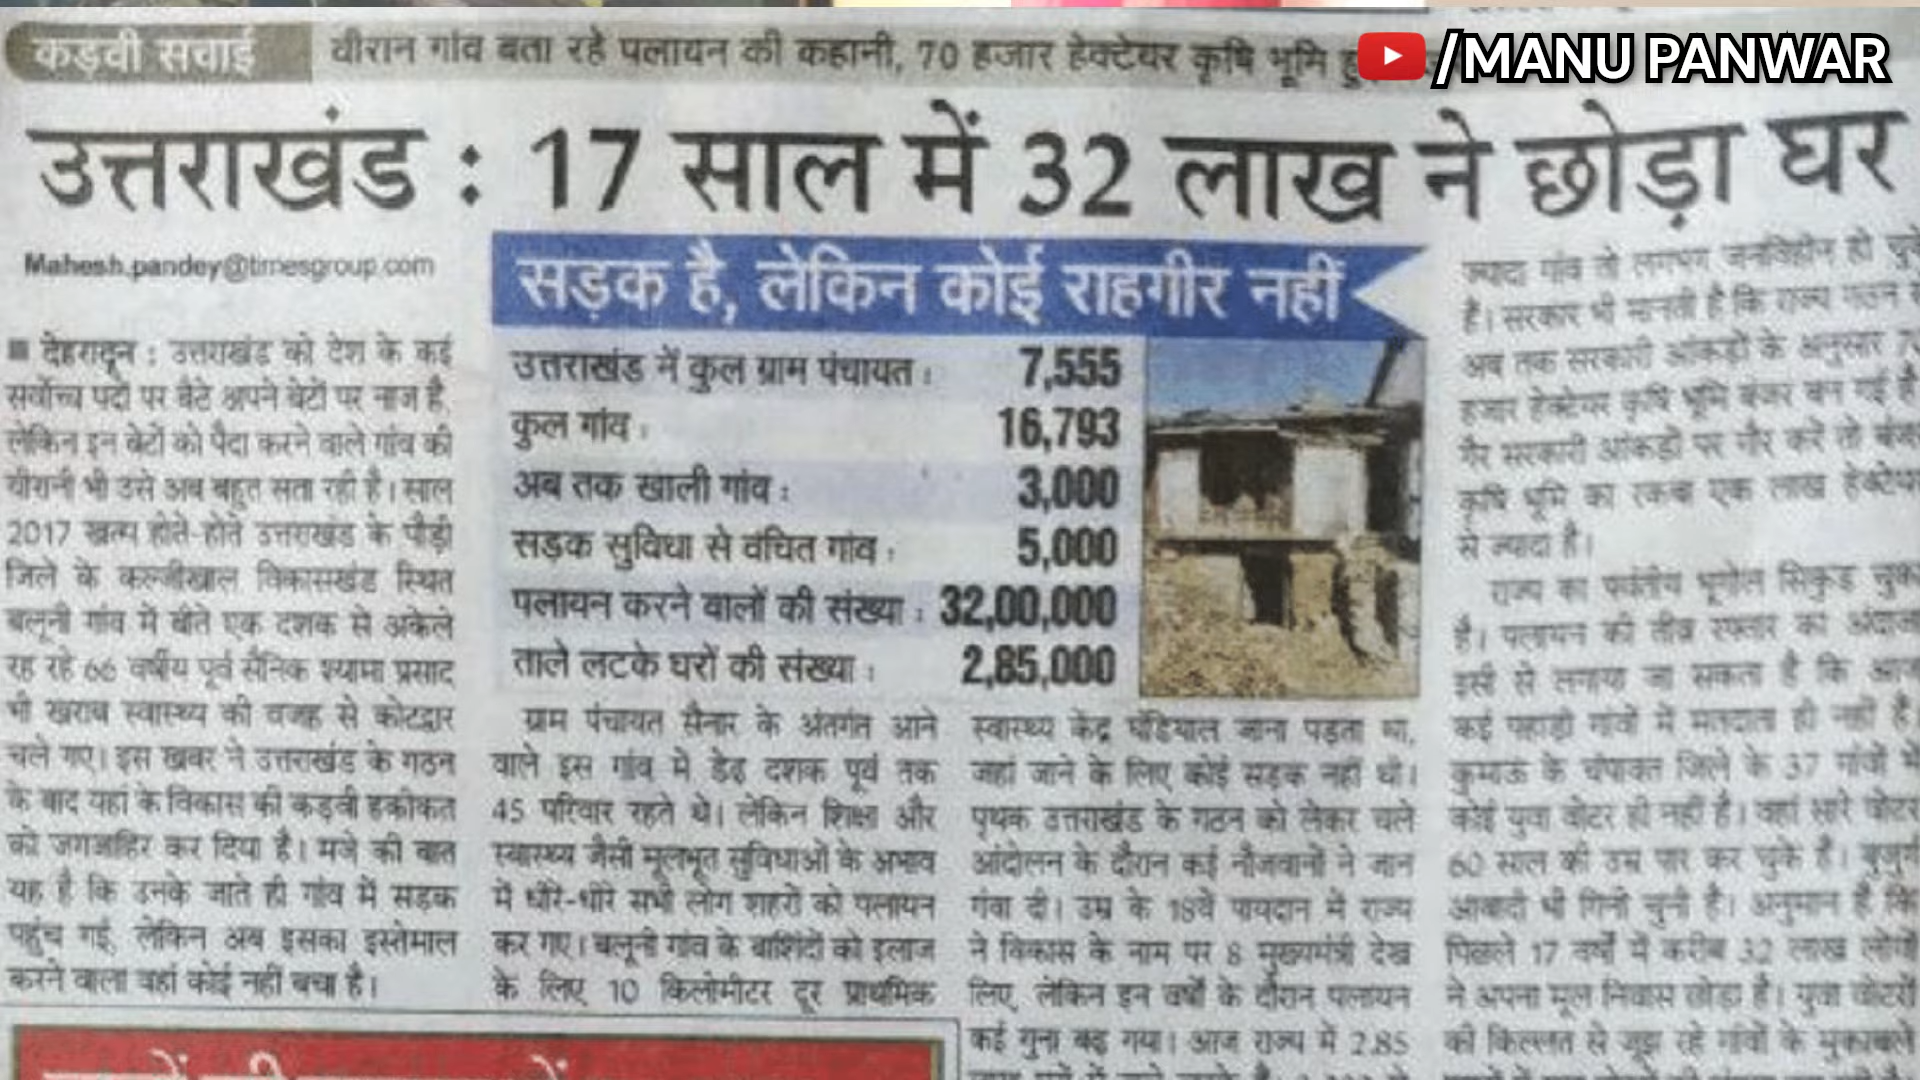 कड़वी सचाई
वीरान गांव बता रहे पलायन की कहानी, 70 हजार हेक्टेयर कृषि भूमि
/MANU PANWAR
उत्तराखंड : 17 साल में 32 लाख ने छोड़ा घर
Mahesh.pandey@timesgroup.com
■ देहरादून : उत्तराखंड को देश के कई
सर्वोच्च पदों पर बैठे अपने बेटों पर नाज है,
लेकिन इन बेटों को पैदा करने वाले गांव की
वीरानी भी उसे अब बहुत सता रही है। साल
2017 खत्म होते-होते उत्तराखंड के पौड़ी
जिले के कल्जीखाल विकासखंड स्थित
बलूनी गांव में बीते एक दशक से अकेले
रह रहे 66 वर्षीय पूर्व सैनिक श्यामा प्रसाद
भी खराब स्वास्थ्य की वजह से कोटद्वार
चले गए। इस खबर ने उत्तराखंड के गठन
के बाद यहां के विकास की कड़वी हकीकत
को जगजाहिर कर दिया है। मजे की बात
यह है कि उनके जाते ही गांव में सड़क
पहुंच गई, लेकिन अब इसका इस्तेमाल
करने वाला वहां कोई नहीं बचा है।
सड़क है, लेकिन कोई राहगीर नहीं
उत्तराखंड में कुल ग्राम पंचायत : 7,555
कुल गांव : 16,793
अब तक खाली गांव : 3,000
सड़क सुविधा से वंचित गांव : 5,000
पलायन करने वालों की संख्या : 32,00,000
ताले लटके घरों की संख्या : 2,85,000
ग्राम पंचायत सैनार के अंतर्गत आने
वाले इस गांव में डेढ़ दशक पूर्व तक
45 परिवार रहते थे। लेकिन शिक्षा और
स्वास्थ्य जैसी मूलभूत सुविधाओं के अभाव
में धीरे-धीरे सभी लोग शहरों को पलायन
कर गए। बलूनी गांव के बाशिंदों को इलाज
के लिए 10 किलोमीटर दूर प्राथमिक
स्वास्थ्य केंद्र घंडियाल जाना पड़ता था,
जहां जाने के लिए कोई सड़क नहीं थी।
पृथक उत्तराखंड के गठन को लेकर चले
आंदोलन के दौरान कई नौजवानों ने जान
गंवा दी। उम्र के 18वें पायदान में राज्य
ने विकास के नाम पर 8 मुख्यमंत्री देख
लिए, लेकिन इन वर्षों के दौरान पलायन
कई गुना बढ़ गया। आज राज्य में 2.85
ज्यादा गांव तो लगभग जनविहीन हो चुके
हैं। सरकार भी मानती है कि राज्य गठन से
अब तक सरकारी आंकड़ों के अनुसार 70
हजार हेक्टेयर कृषि भूमि बंजर बन गई है।
गैर सरकारी आंकड़ों पर गौर करें तो बंजर
कृषि भूमि का रकबा एक लाख हेक्टेयर
से ज्यादा है।
राज्य का पर्वतीय भूगोल सिकुड़ चुका
है। पलायन की तीव्र रफ्तार का अंदाजा
इसी से लगाया जा सकता है कि आज
कई पहाड़ी गांवों में मतदाता ही नहीं हैं।
कुमाऊं के चंपावत जिले के 37 गांवों में
कोई युवा वोटर ही नहीं है। वहां सारे वोटर
60 साल की उम्र पार कर चुके हैं। बुजुर्ग
आबादी भी गिनी चुनी है। अनुमान है कि
पिछले 17 वर्षों में करीब 32 लाख लोगों
ने अपना मूल निवास छोड़ा है। युवा वोटरों
की किल्लत से जूझ रहे गांवों के मुकाबले